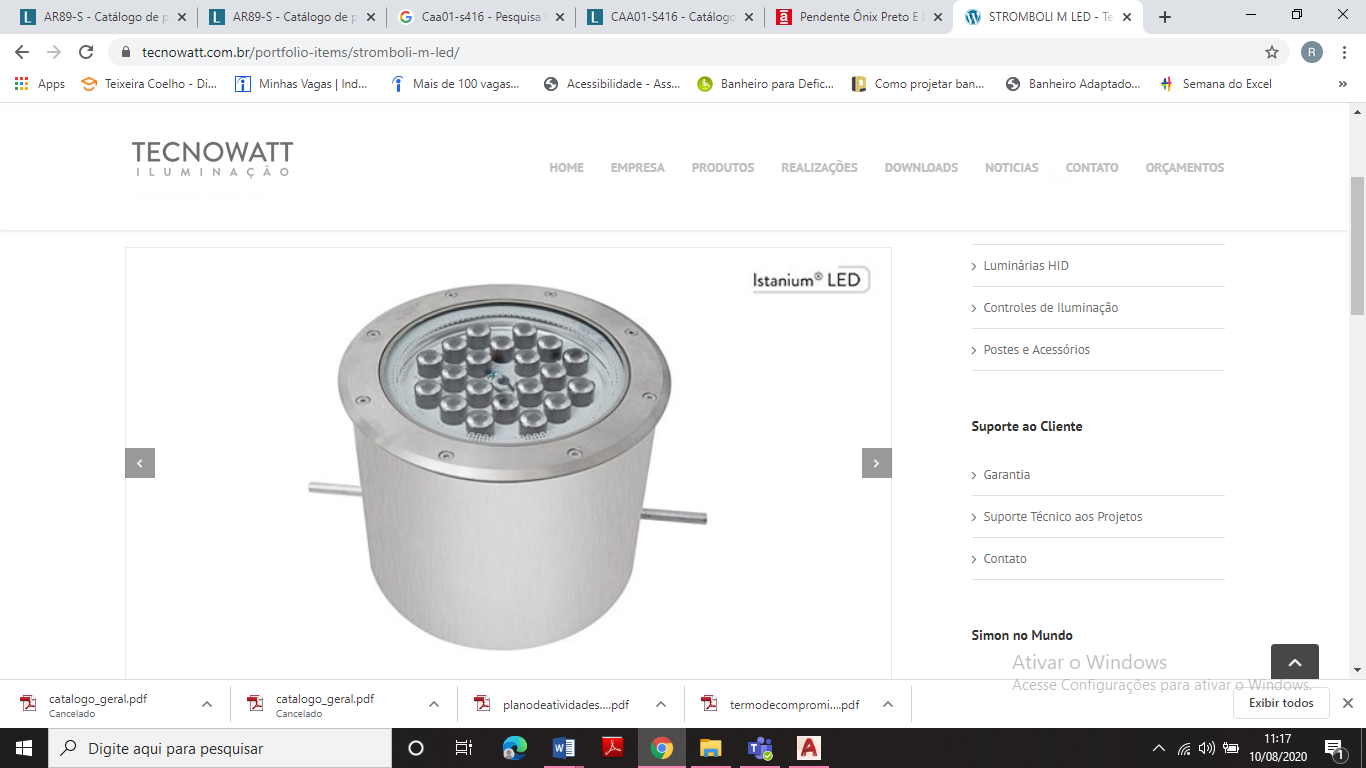 AR89-S - Catálogo de p
AR89-S - Catálogo de p
Caa01-s416 - Pesquisa
CAA01-S416 - Catálogo
Pendente Ônix Preto E
STROMBOLI M LED - Te
tecnowatt.com.br/portfolio-items/stromboli-m-led/
R
Apps
Teixeira Coelho - Di...
Minhas Vagas | Ind...
Mais de 100 vagas...
Acessibilidade - Ass...
Banheiro para Defic...
Como projetar ban...
Banheiro Adaptado...
Semana do Excel
»
TECNOWATT
ILUMINAÇÃO
HOME
EMPRESA
PRODUTOS
REALIZAÇÕES
DOWNLOADS
NOTICIAS
CONTATO
ORÇAMENTOS
Istanium® LED
Luminárias HID
Controles de Iluminação
Postes e Acessórios
Suporte ao Cliente
Garantia
Suporte Técnico aos Projetos
Contato
Simon no Mundo
Ativar o Windows
Acesse Configurações para ativar o Windows.
catalogo_geral.pdf
Cancelado
catalogo_geral.pdf
Cancelado
planodeatividades....pdf
termodecompromi....pdf
Exibir todos
Digite aqui para pesquisar
11:17
10/08/2020
1